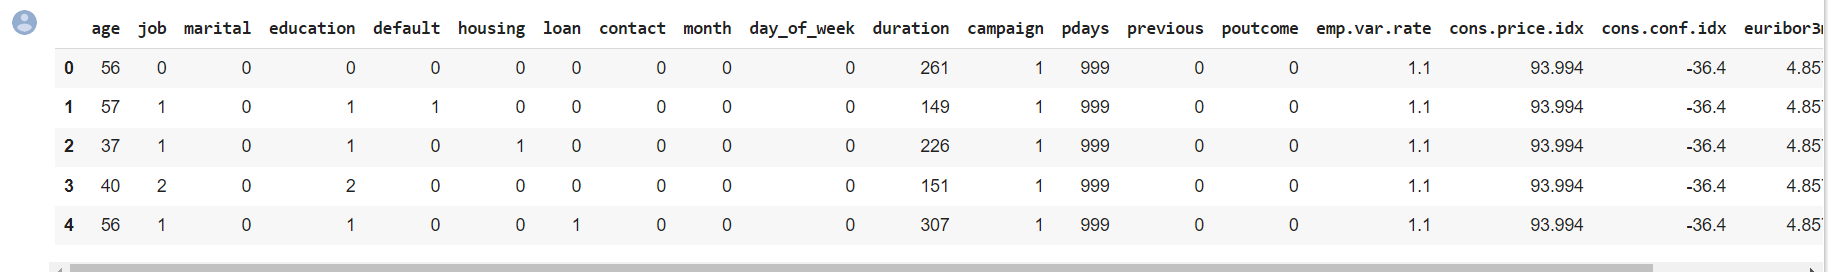 age job marital education default housing loan contact month day_of_week duration campaign pdays previous poutcome emp.var.rate cons.price.idx cons.conf.idx euribor3
0 56 0 0 0 0 0 0 0 0 0 261 1 999 0 0 1.1 93.994 -36.4 4.85
1 57 1 0 1 1 0 0 0 0 0 149 1 999 0 0 1.1 93.994 -36.4 4.85
2 37 1 0 1 0 1 0 0 0 0 226 1 999 0 0 1.1 93.994 -36.4 4.85
3 40 2 0 2 0 0 0 0 0 0 151 1 999 0 0 1.1 93.994 -36.4 4.85
4 56 1 0 1 0 0 1 0 0 0 307 1 999 0 0 1.1 93.994 -36.4 4.85